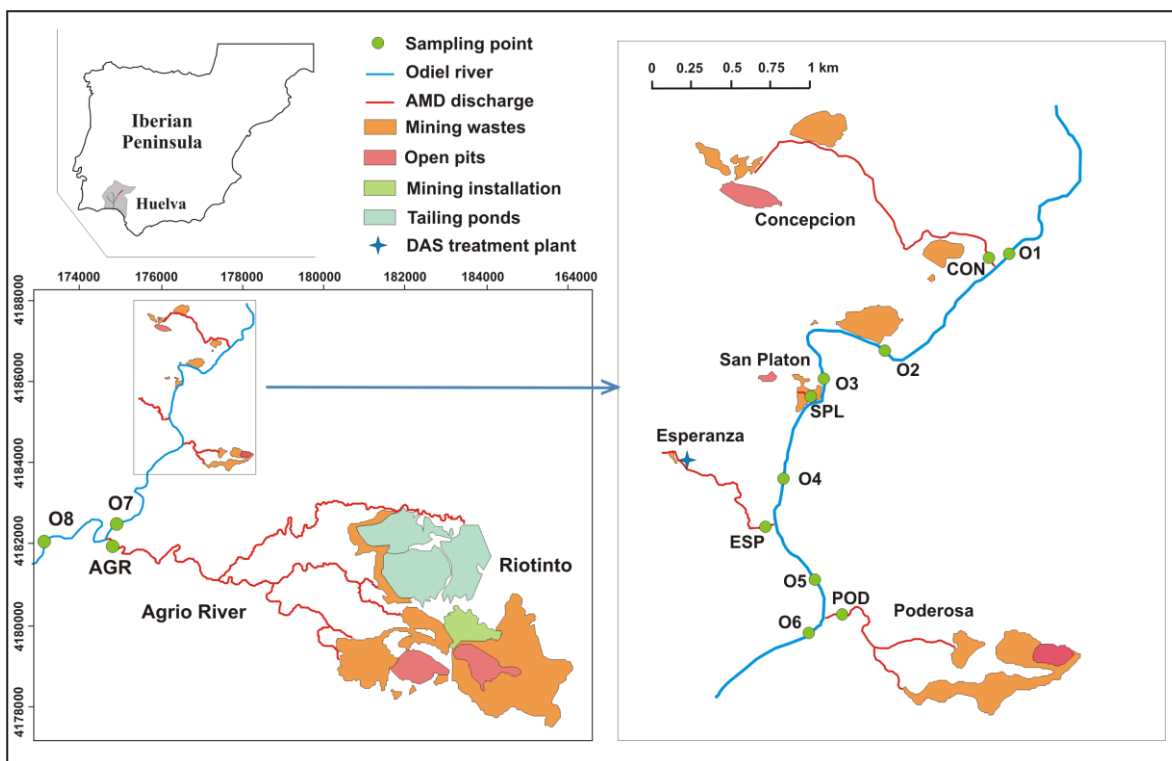 Iberian
Peninsula
Huelva
Sampling point
Odiel river
AMD discharge
Mining wastes
Open pits
Mining installation
Tailing ponds
DAS treatment plant
174000 176000 178000 180000 182000 184000 164000
4188000
4186000
4184000
4182000
4180000
4178000
O8
O7
AGR
Agrio River
Riotinto
0 0.25 0.5 0.75 1 km
Concepcion
CON
O1
O2
San Platon
O3
SPL
Esperanza
O4
ESP
O5
POD
Poderosa
O6